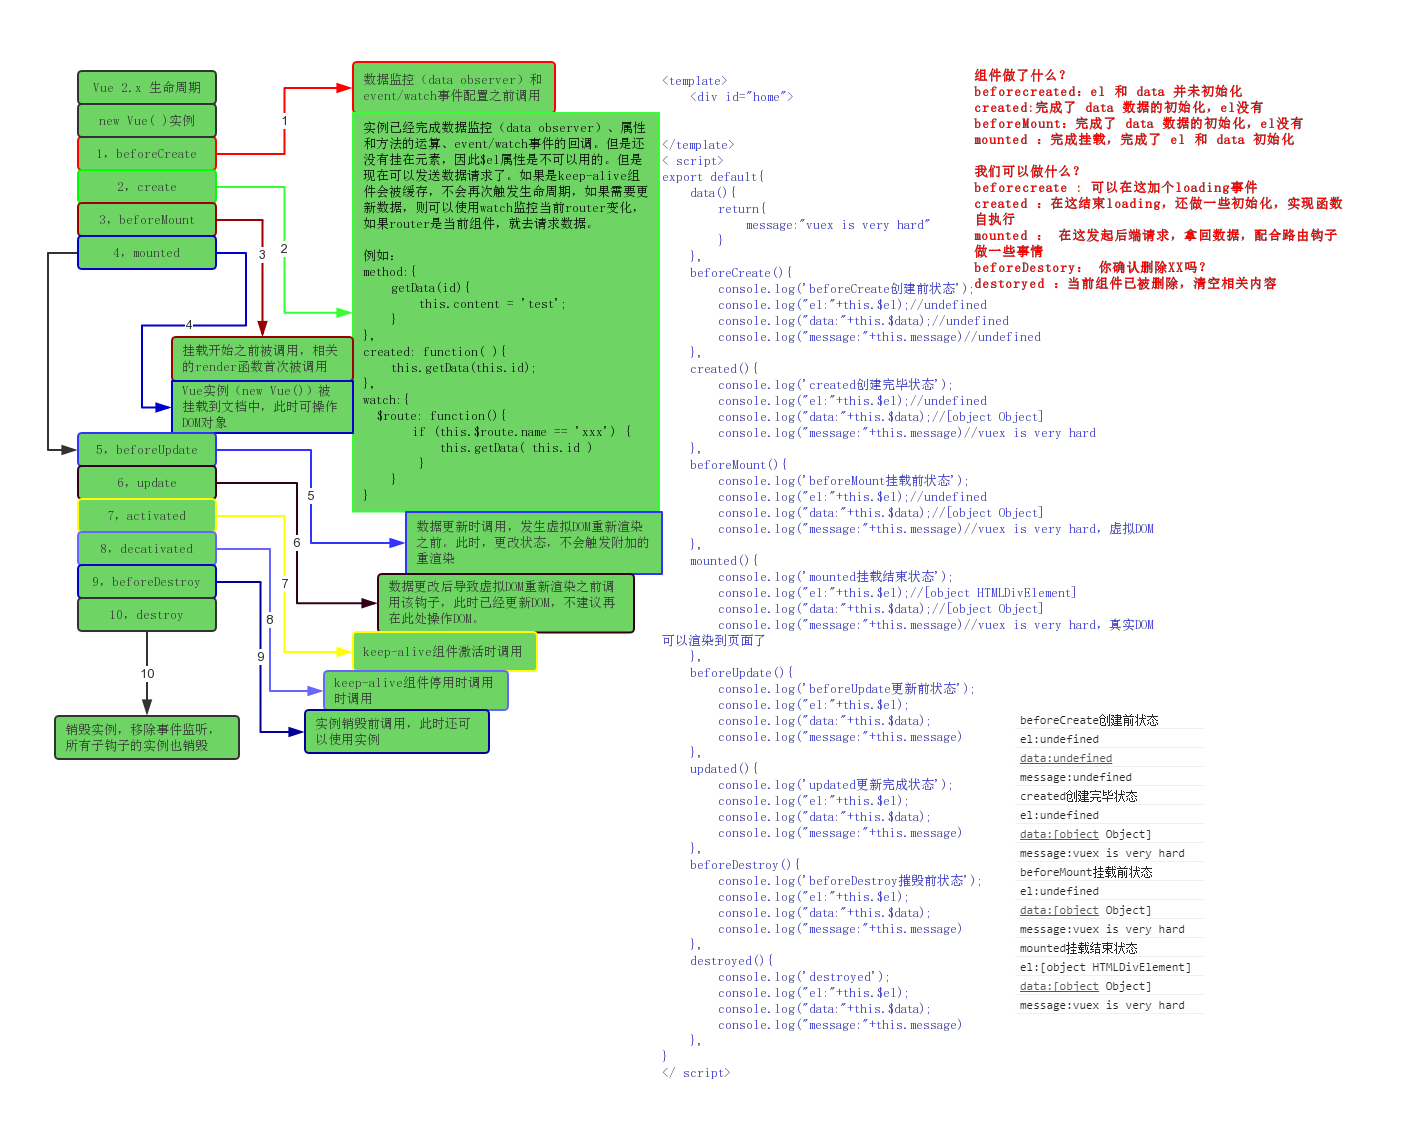 Vue 2.x 生命周期
new Vue( )实例
1，beforeCreate
2，create
3，beforeMount
4，mounted
5，beforeUpdate
6，update
7，activated
8，decativated
9，beforeDestroy
10，destroy
1
2
3
4
5
6
7
8
9
10
数据监控（data observer）和
event/watch事件配置之前调用
实例已经完成数据监控（data observer）、属性
和方法的运算、event/watch事件的回调。但是还
没有挂在元素，因此$el属性是不可以用的。但是
现在可以发送数据请求了。如果是keep-alive组
件会被缓存，不会再次触发生命周期，如果需要更
新数据，则可以使用watch监控当前router变化，
如果router是当前组件，就去请求数据。
例如：
method:{
getData(id){
this.content = 'test';
}
},
created: function( ){
this.getData(this.id);
},
watch:{
$route: function(){
if (this.$route.name == 'xxx') {
this.getData( this.id )
}
}
}
挂载开始之前被调用，相关
的render函数首次被调用
Vue实例（new Vue()）被
挂载到文档中，此时可操作
DOM对象
数据更新时调用，发生虚拟DOM重新渲染
之前。此时，更改状态，不会触发附加的
重渲染
数据更改后导致虚拟DOM重新渲染之前调
用该钩子，此时已经更新DOM，不建议再
在此处操作DOM。
keep-alive组件激活时调用
keep-alive组件停用时调用
时调用
实例销毁前调用，此时还可
以使用实例
销毁实例，移除事件监听，
所有子钩子的实例也销毁
<template>
<div id="home">
</template>
< script>
export default{
data(){
return{
message:"vuex is very hard"
}
},
beforeCreate(){
console.log('beforeCreate创建前状态');
console.log("el:"+this.$el);//undefined
console.log("data:"+this.$data);//undefined
console.log("message:"+this.message)//undefined
},
created(){
console.log('created创建完毕状态');
console.log("el:"+this.$el);//undefined
console.log("data:"+this.$data);//[object Object]
console.log("message:"+this.message)//vuex is very hard
},
beforeMount(){
console.log('beforeMount挂载前状态');
console.log("el:"+this.$el);//undefined
console.log("data:"+this.$data);//[object Object]
console.log("message:"+this.message)//vuex is very hard，虚拟DOM
},
mounted(){
console.log('mounted挂载结束状态');
console.log("el:"+this.$el);//[object HTMLDivElement]
console.log("data:"+this.$data);//[object Object]
console.log("message:"+this.message)//vuex is very hard，真实DOM
可以渲染到页面了
},
beforeUpdate(){
console.log('beforeUpdate更新前状态');
console.log("el:"+this.$el);
console.log("data:"+this.$data);
console.log("message:"+this.message)
},
updated(){
console.log('updated更新完成状态');
console.log("el:"+this.$el);
console.log("data:"+this.$data);
console.log("message:"+this.message)
},
beforeDestroy(){
console.log('beforeDestroy摧毁前状态');
console.log("el:"+this.$el);
console.log("data:"+this.$data);
console.log("message:"+this.message)
},
destroyed(){
console.log('destroyed');
console.log("el:"+this.$el);
console.log("data:"+this.$data);
console.log("message:"+this.message)
},
}
</ script>
组件做了什么？
beforecreated：el 和 data 并未初始化
created:完成了 data 数据的初始化，el没有
beforeMount：完成了 data 数据的初始化，el没有
mounted ：完成挂载，完成了 el 和 data 初始化
我们可以做什么？
beforecreate : 可以在这加个loading事件
created ：在这结束loading，还做一些初始化，实现函数
自执行
mounted ： 在这发起后端请求，拿回数据，配合路由钩子
做一些事情
beforeDestory： 你确认删除XX吗？
destoryed ：当前组件已被删除，清空相关内容
beforeCreate创建前状态
el:undefined
data:undefined
message:undefined
created创建完毕状态
el:undefined
data:[object Object]
message:vuex is very hard
beforeMount挂载前状态
el:undefined
data:[object Object]
message:vuex is very hard
mounted挂载结束状态
el:[object HTMLDivElement]
data:[object Object]
message:vuex is very hard